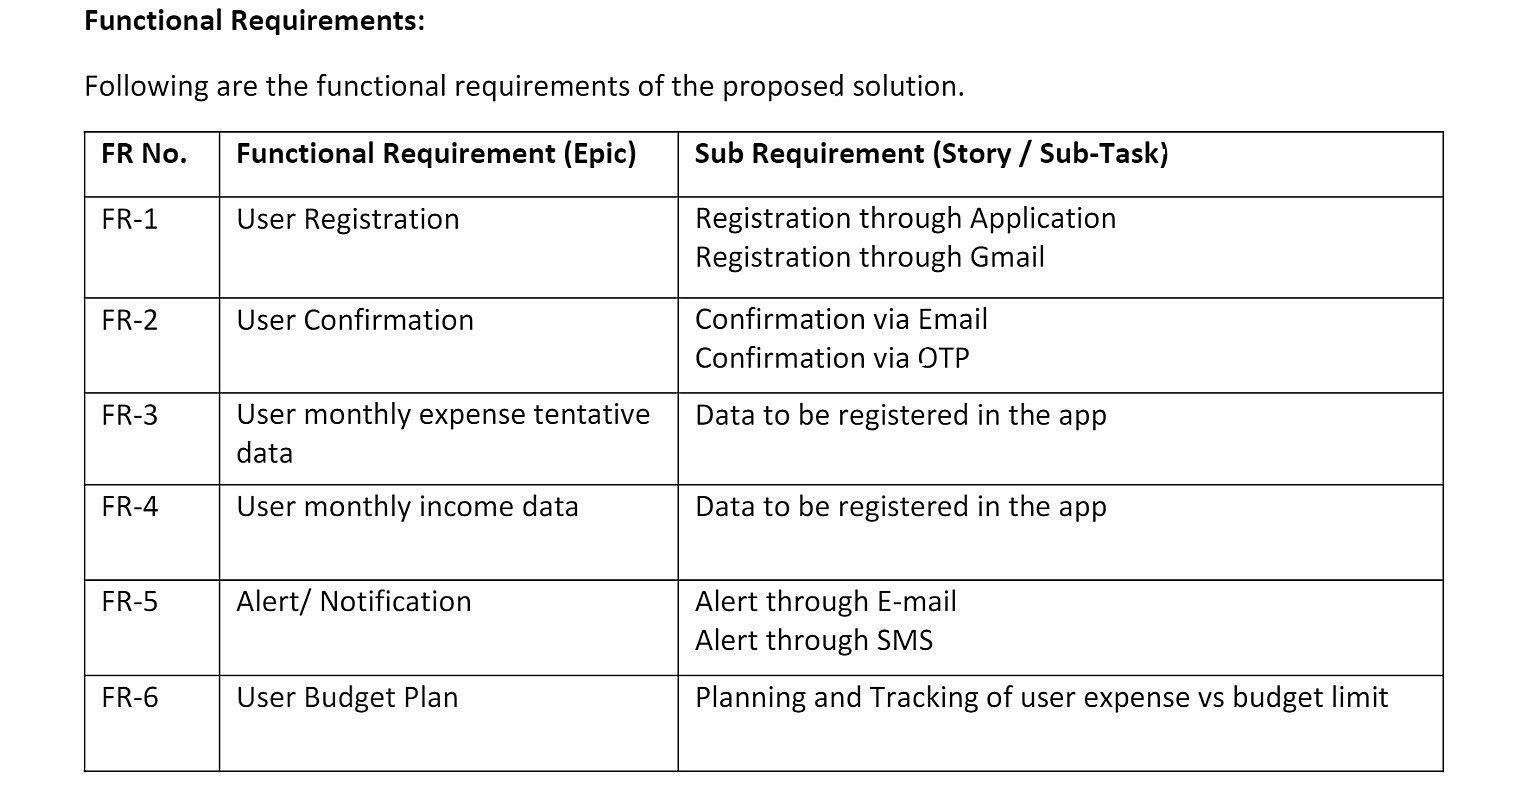 Functional Requirements:
Following are the functional requirements of the proposed solution.
FR No. Functional Requirement (Epic) Sub Requirement (Story / Sub-Task)
FR-1 User Registration Registration through Application
Registration through Gmail
FR-2 User Confirmation Confirmation via Email
Confirmation via OTP
FR-3 User monthly expense tentative Data to be registered in the app
data
FR-4 User monthly income data Data to be registered in the app
FR-5 Alert/ Notification Alert through E-mail
Alert through SMS
FR-6 User Budget Plan Planning and Tracking of user expense vs budget limit